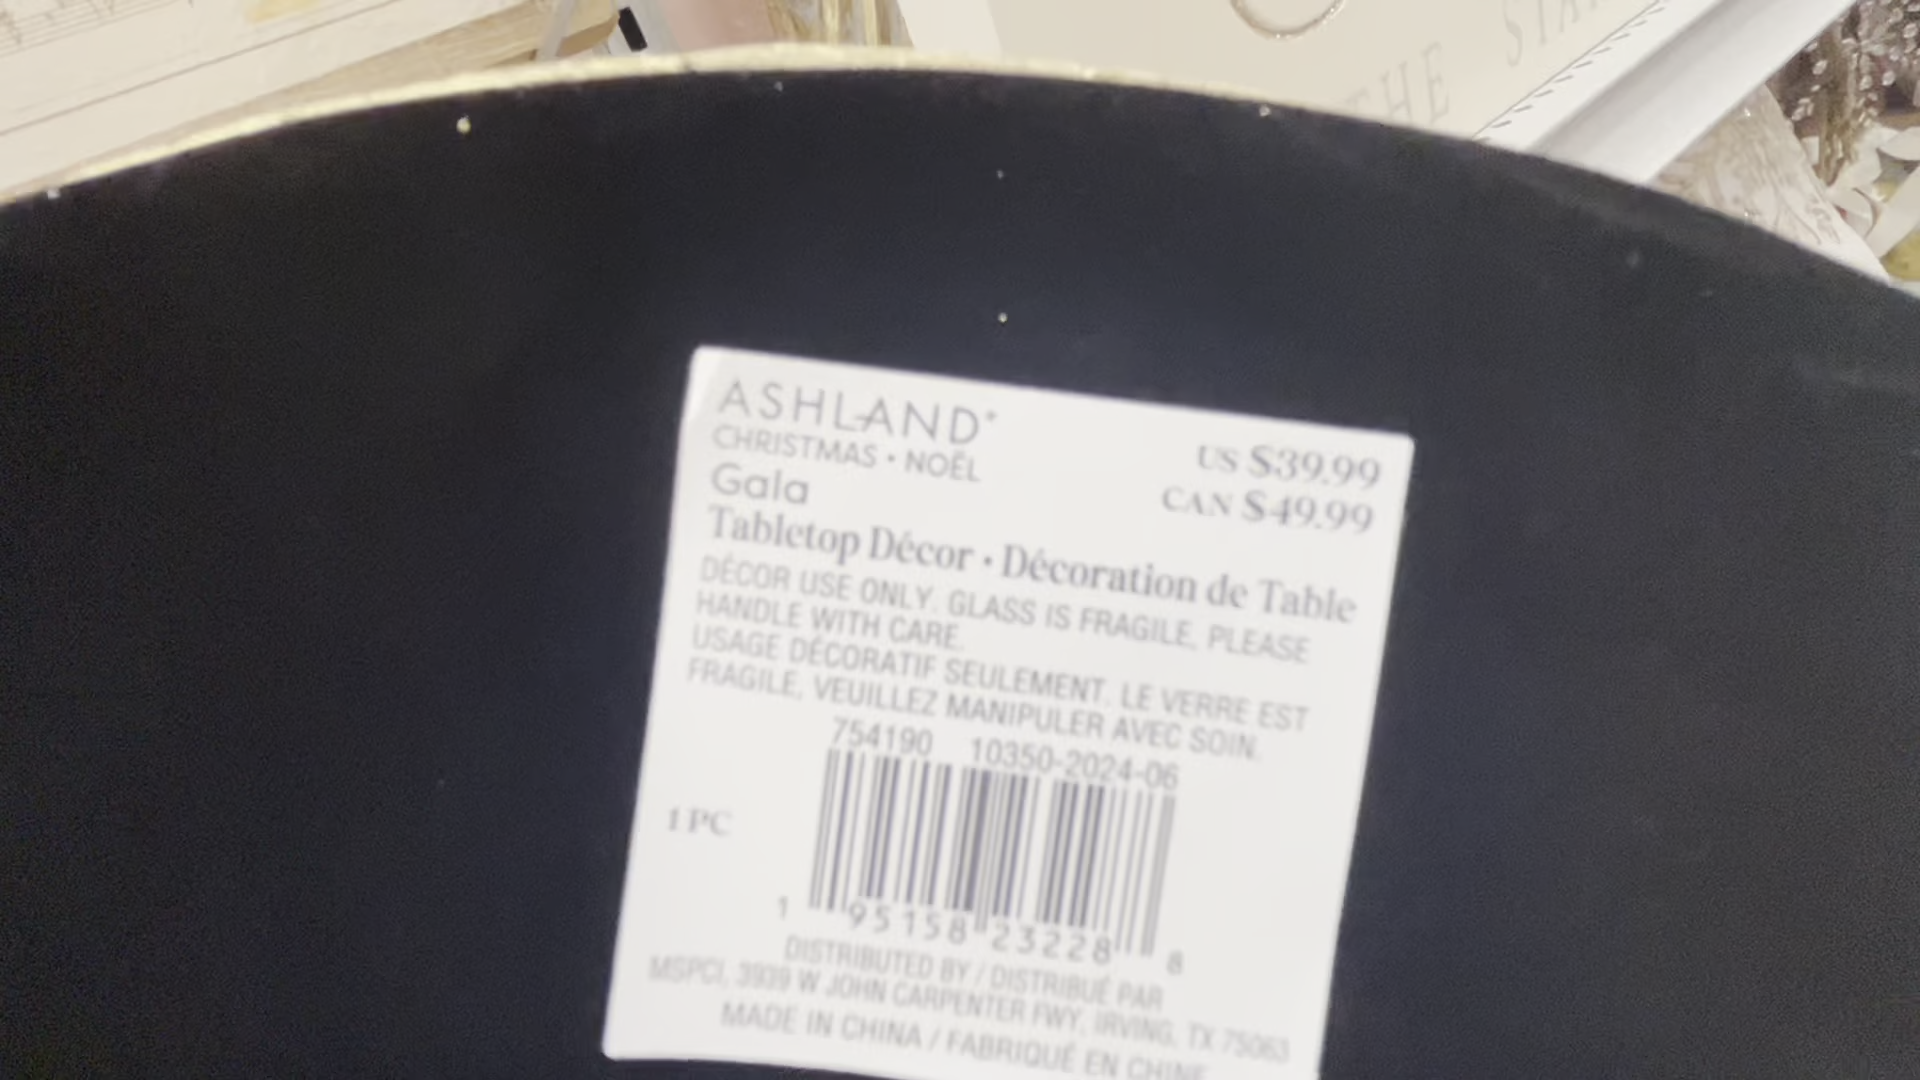 THE STA
ASHLAND®
CHRISTMAS • NOËL
Gala
US $39.99
CAN $49.99
Tabletop Décor • Décoration de Table
DÉCOR USE ONLY. GLASS IS FRAGILE, PLEASE
HANDLE WITH CARE.
USAGE DÉCORATIF SEULEMENT. LE VERRE EST
FRAGILE, VEUILLEZ MANIPULER AVEC SOIN.
754190 10350-2024-06
1 PC
1 95158 23228 8
DISTRIBUTED BY / DISTRIBUÉ PAR
MSPCI, 3939 W JOHN CARPENTER FWY, IRVING, TX 75063
MADE IN CHINA / FABRIQUÉ EN CHINE